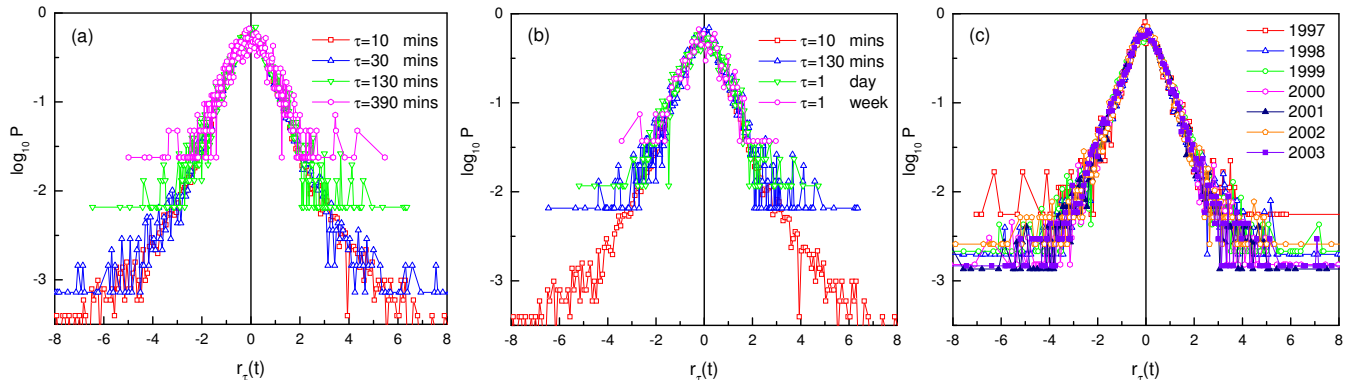 (a)
τ=10 mins
τ=30 mins
τ=130 mins
τ=390 mins
0
-1
-2
-3
log10 P
-8 -6 -4 -2 0 2 4 6 8
rτ(t)
(b)
τ=10 mins
τ=130 mins
τ=1 day
τ=1 week
0
-1
-2
-3
log10 P
-8 -6 -4 -2 0 2 4 6 8
rτ(t)
(c)
1997
1998
1999
2000
2001
2002
2003
0
-1
-2
-3
log10 P
-8 -6 -4 -2 0 2 4 6 8
rτ(t)